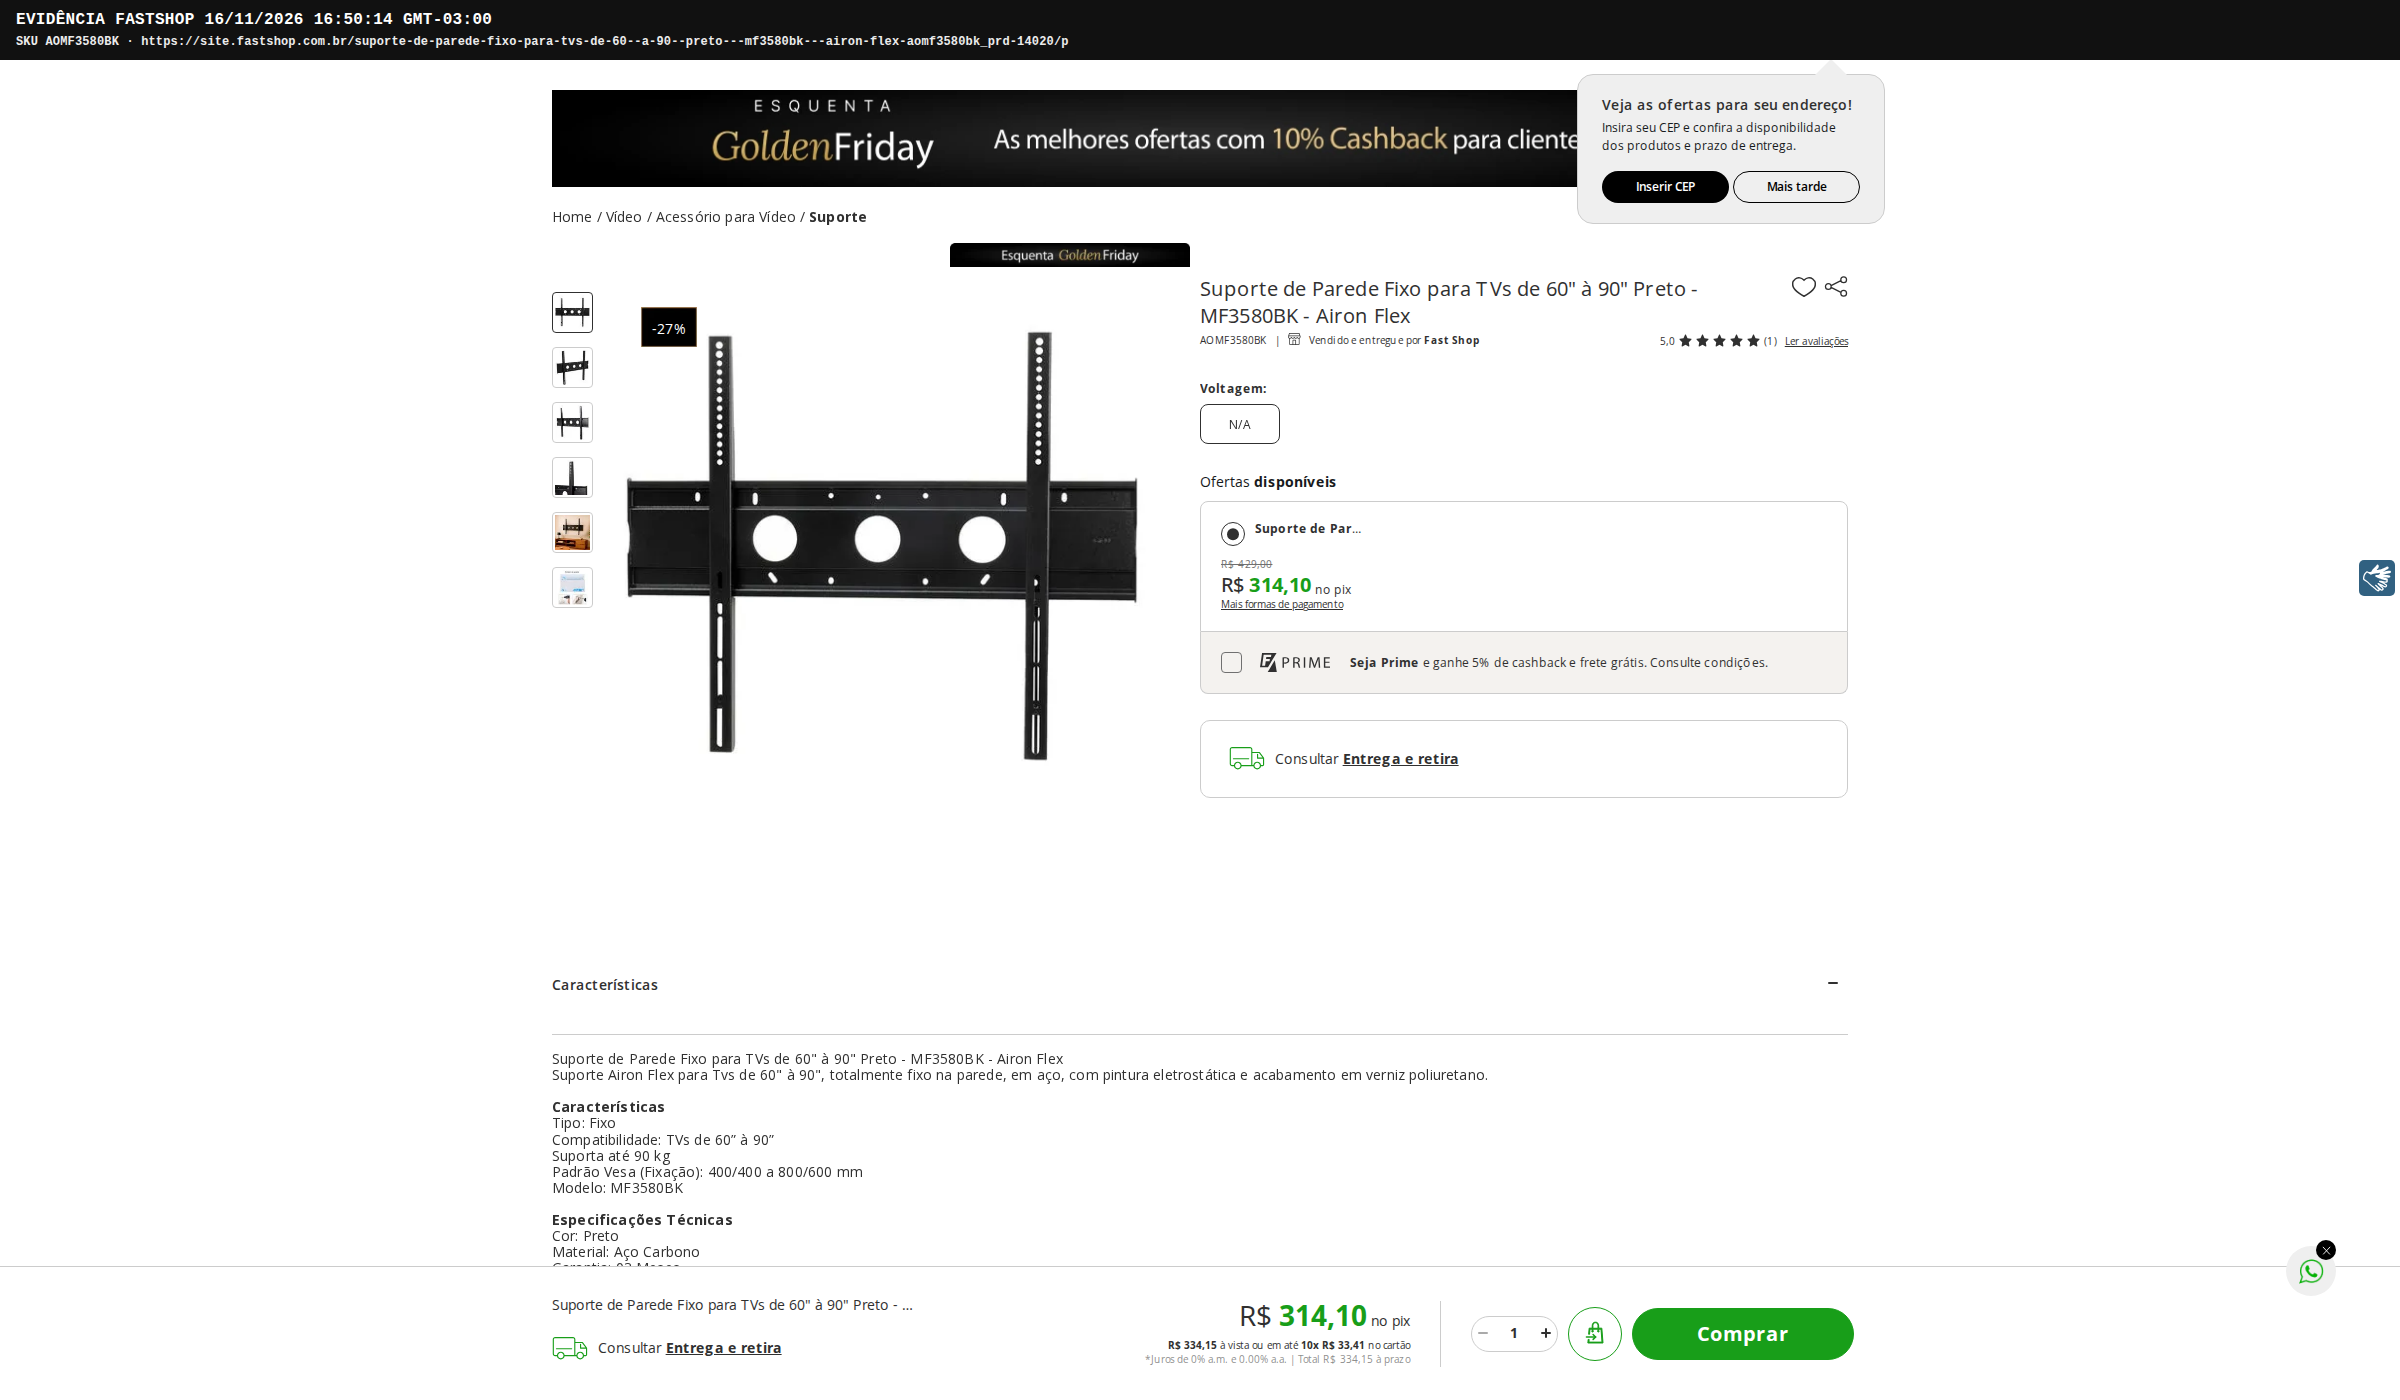 EVIDÊNCIA FASTSHOP 16/11/2026 16:50:14 GMT-03:00
SKU AOMF3580BK · https://site.fastshop.com.br/suporte-de-parede-fixo-para-tvs-de-60--a-90--preto---mf3580bk---airon-flex-aomf3580bk_prd-14020/p
ESQUENTA
GoldenFriday
As melhores ofertas com 10% Cashback para cliente
Veja as ofertas para seu endereço!
Insira seu CEP e confira a disponibilidade
dos produtos e prazo de entrega.
Inserir CEP
Mais tarde
Home / Vídeo / Acessório para Vídeo / Suporte
Esquenta GoldenFriday
-27%
Suporte de Parede Fixo para TVs de 60" à 90" Preto -
MF3580BK - Airon Flex
AOMF3580BK | Vendido e entregue por Fast Shop
5,0 (1) Ler avaliações
Voltagem:
N/A
Ofertas disponíveis
Suporte de Par...
R$ 429,00
R$ 314,10 no pix
Mais formas de pagamento
PRIME Seja Prime e ganhe 5% de cashback e frete grátis. Consulte condições.
Consultar Entrega e retira
Características
Suporte de Parede Fixo para TVs de 60" à 90" Preto - MF3580BK - Airon Flex
Suporte Airon Flex para Tvs de 60" à 90", totalmente fixo na parede, em aço, com pintura eletrostática e acabamento em verniz poliuretano.
Características
Tipo: Fixo
Compatibilidade: TVs de 60” à 90”
Suporta até 90 kg
Padrão Vesa (Fixação): 400/400 a 800/600 mm
Modelo: MF3580BK
Especificações Técnicas
Cor: Preto
Material: Aço Carbono
Garantia: 03 Meses
Suporte de Parede Fixo para TVs de 60" à 90" Preto - ...
Consultar Entrega e retira
R$ 314,10 no pix
R$ 334,15 à vista ou em até 10x R$ 33,41 no cartão
*Juros de 0% a.m. e 0.00% a.a. | Total R$ 334,15 à prazo
1
Comprar